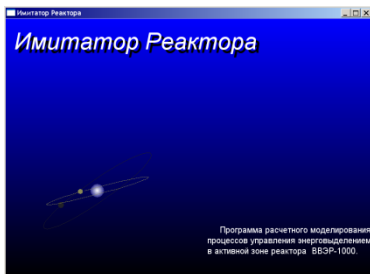 Имитатор Реактора
Имитатор Реактора
Программа расчетного моделирования
процессов управления энерговыделением
в активной зоне реактора ВВЭР-1000.